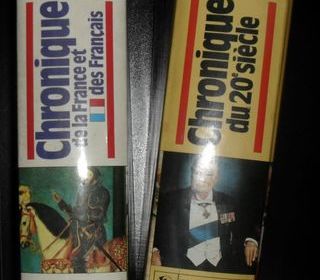 Chronique
de la France et
des Français
Chronique
du 20e siècle